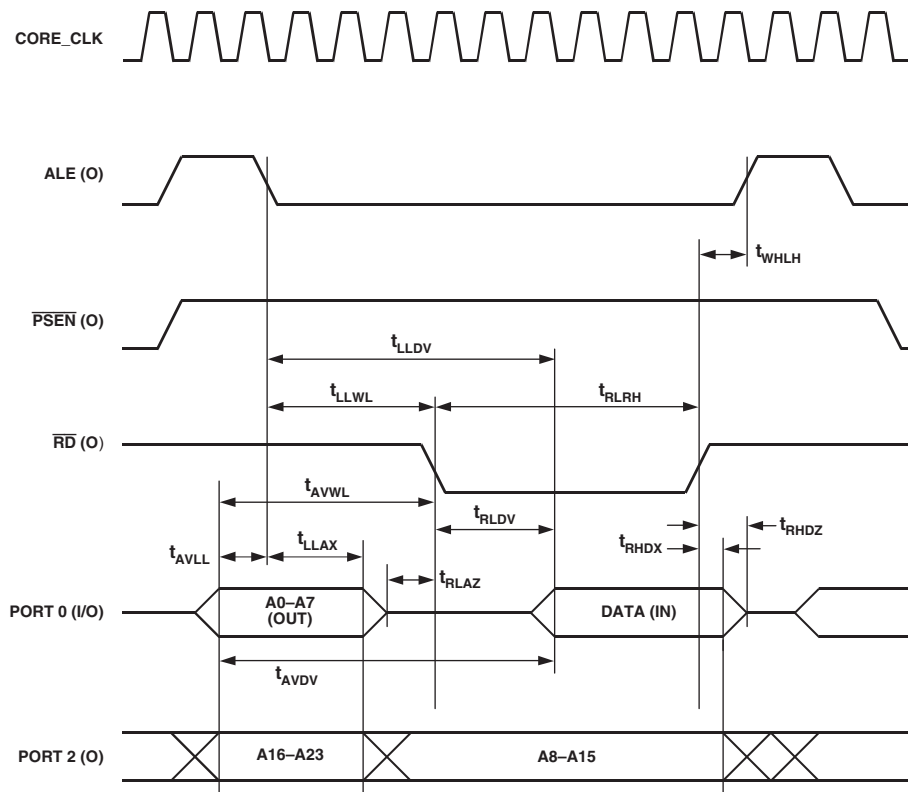 CORE_CLK
ALE (O)
tWHLH
PSEN (O)
tLLDV
tLLWL
tRLRH
RD (O)
tAVWL
tRLDV
tRHDZ
tAVLL
tLLAX
tRHDX
tRLAZ
PORT 0 (I/O)
A0–A7
(OUT)
DATA (IN)
tAVDV
PORT 2 (O)
A16–A23
A8–A15